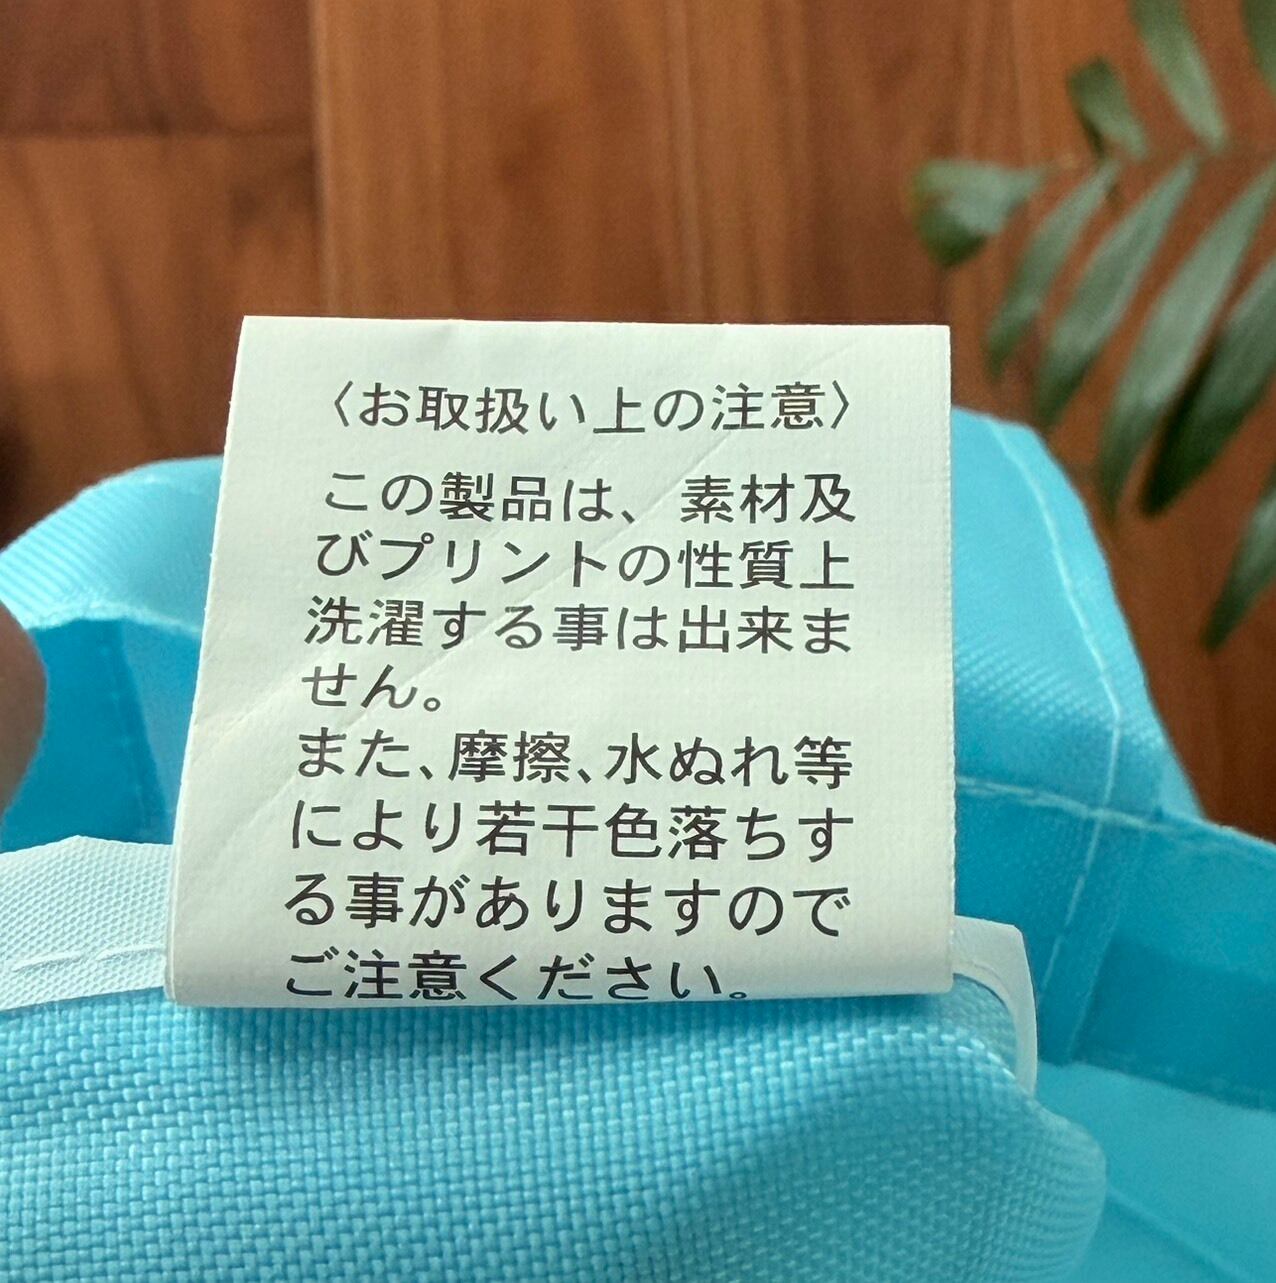 〈お取扱い上の注意〉
この製品は、素材及
びプリントの性質上
洗濯する事は出来ま
せん。
また、摩擦、水ぬれ等
により若干色落ちす
る事がありますので
ご注意ください。